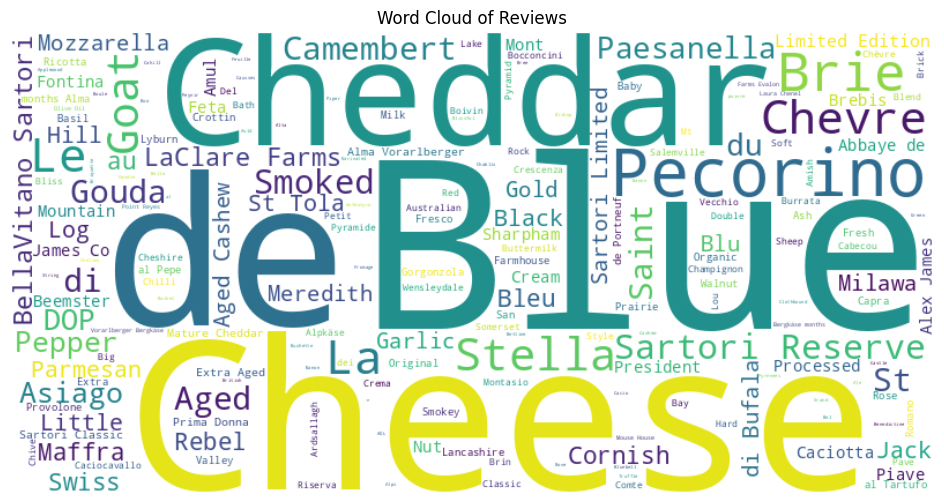 Word Cloud of Reviews
Mozzarella
Camembert
Lake
Mont
Paesanella
Limited Edition
Cheddar
Ricotta
Fontina
Goat
Amul
Bocconcini
Chevre
Brick
Brie
months Alma
Olive Oil
Feta
Del
Bath
Pyramid
Baby
Brebis
Blend
Farms Evalon
Laura Chenel
Basil
Crottin
Milk
Boivin
Chevre
Hill
au
Lyburn
M8
Le
LaClare Farms
Alma Vorarlberger
Rock
Salemville
du
Soft
Abbaye de
Bliss
Gouda
Smoked
Crescenza
Pecorino
Amish
Point Reyes
St Tola
Petit
Red
Gold
Vecchio
Burrata
Mountain
Log
Pyramide
Australian
Fresco
Black
Double
Ash
Fresh
Cabecou
BellaVitano Sartori
James Co
Aged Cashew
de
Blue
Sharpham
Buttermilk
Sartori Limited
Saint
de Portneuf
Blu
Organic
Sheep
Cheshire
al Pepe
Chilli
Gorgonzola
Wensleydale
Farmhouse
Cream
Champignon
Walnut
Alex James
di
Beemster
Meredith
Bleu
Prairie
Lou
Milawa
Capra
DOP
San
Somerset
Vorarlberger Bergkäse
Mature Cheddar
Alpkäse
Style
Bergkäse months
Pepper
Big
La
dei
Garlic
Stella
Sartori Reserve
Parmesan
Extra
Extra Aged
Original
President
Processed
Asiago
Aged
Cheese
Crema
Montasio
di Bufala
St
Rose
Provolone
Little
Prima Donna
Smokey
Bay
Hard
Romano
Sartori Classic
Rebel
Ardsallagh
Mouse House
Chive
Maffra
Caciocavallo
Valley
Nut
Lancashire
Brin
Cornish
Caciotta
Jack
Pave
Swiss
Riserva
Classic
Comte
Piave
al Tartufo